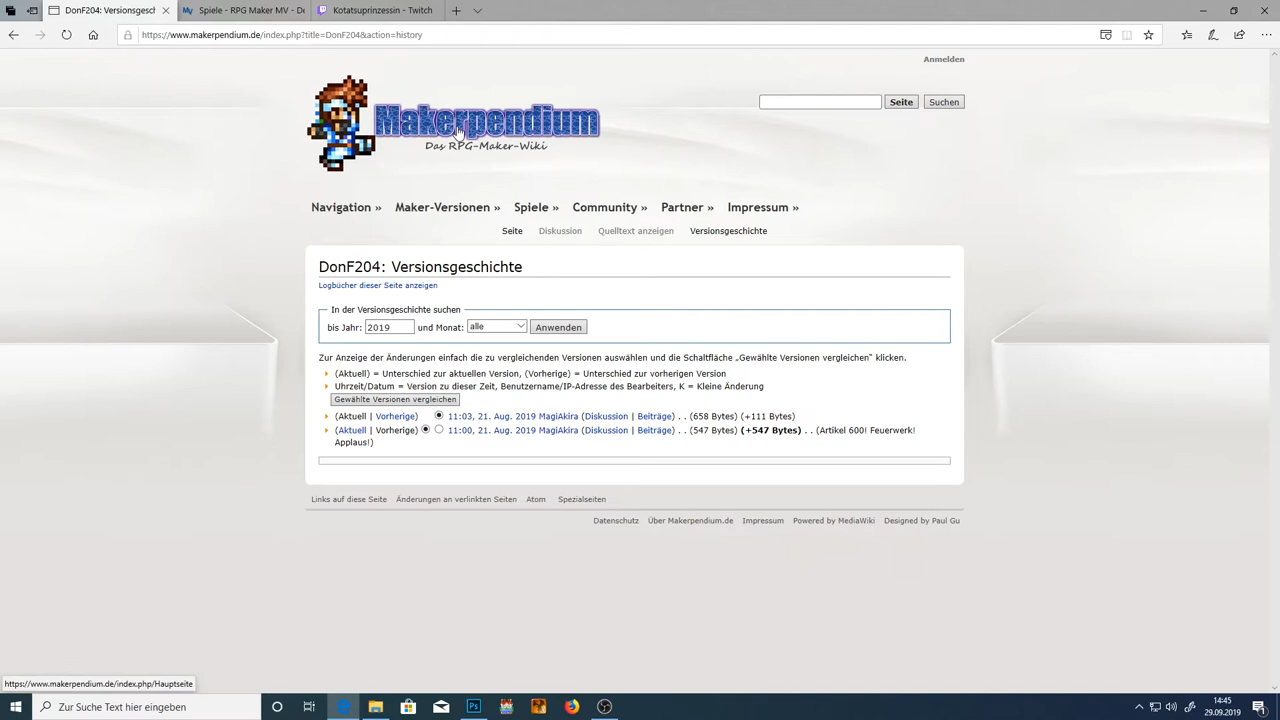 DonF204: Versionsgesch
Spiele - RPG Maker MV - De
Kotatsuprinzessin - Twitch
https://www.makerpendium.de/index.php?title=DonF204&action=history
Anmelden
Seite
Suchen
Makerpendium
Das RPG-Maker-Wiki
Navigation » Maker-Versionen » Spiele » Community » Partner » Impressum »
Seite Diskussion Quelltext anzeigen Versionsgeschichte
DonF204: Versionsgeschichte
Logbücher dieser Seite anzeigen
In der Versionsgeschichte suchen
bis Jahr: 2019 und Monat: alle Anwenden
Zur Anzeige der Änderungen einfach die zu vergleichenden Versionen auswählen und die Schaltfläche „Gewählte Versionen vergleichen" klicken.
(Aktuell) = Unterschied zur aktuellen Version, (Vorherige) = Unterschied zur vorherigen Version
Uhrzeit/Datum = Version zu dieser Zeit, Benutzername/IP-Adresse des Bearbeiters, K = Kleine Änderung
Gewählte Versionen vergleichen
(Aktuell | Vorherige) 11:03, 21. Aug. 2019 MagiAkira (Diskussion | Beiträge) . . (658 Bytes) (+111 Bytes)
(Aktuell | Vorherige) 11:00, 21. Aug. 2019 MagiAkira (Diskussion | Beiträge) . . (547 Bytes) (+547 Bytes) . . (Artikel 600! Feuerwerk!
Applaus!)
Links auf diese Seite Änderungen an verlinkten Seiten Atom Spezialseiten
Datenschutz Über Makerpendium.de Impressum Powered by MediaWiki Designed by Paul Gu
https://www.makerpendium.de/index.php/Hauptseite
Zur Suche Text hier eingeben
14:45
29.09.2019